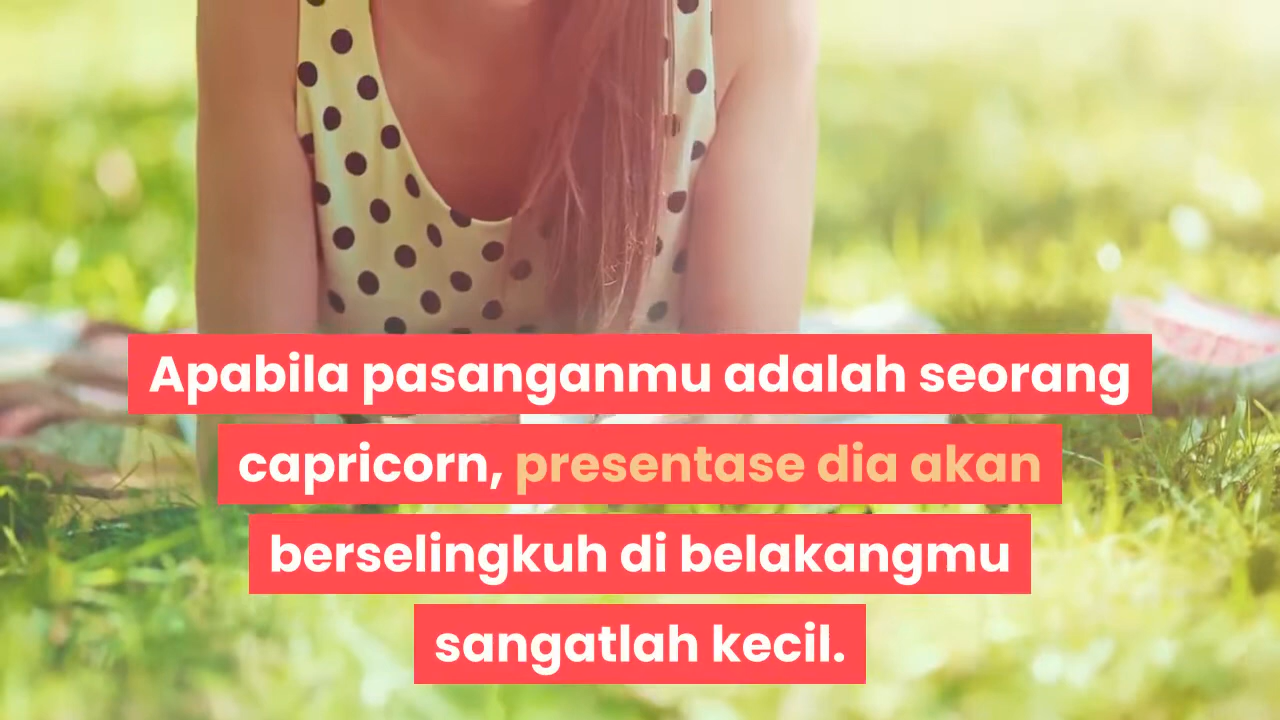 Apabila pasanganmu adalah seorang
capricorn, presentase dia akan
berselingkuh di belakangmu
sangatlah kecil.